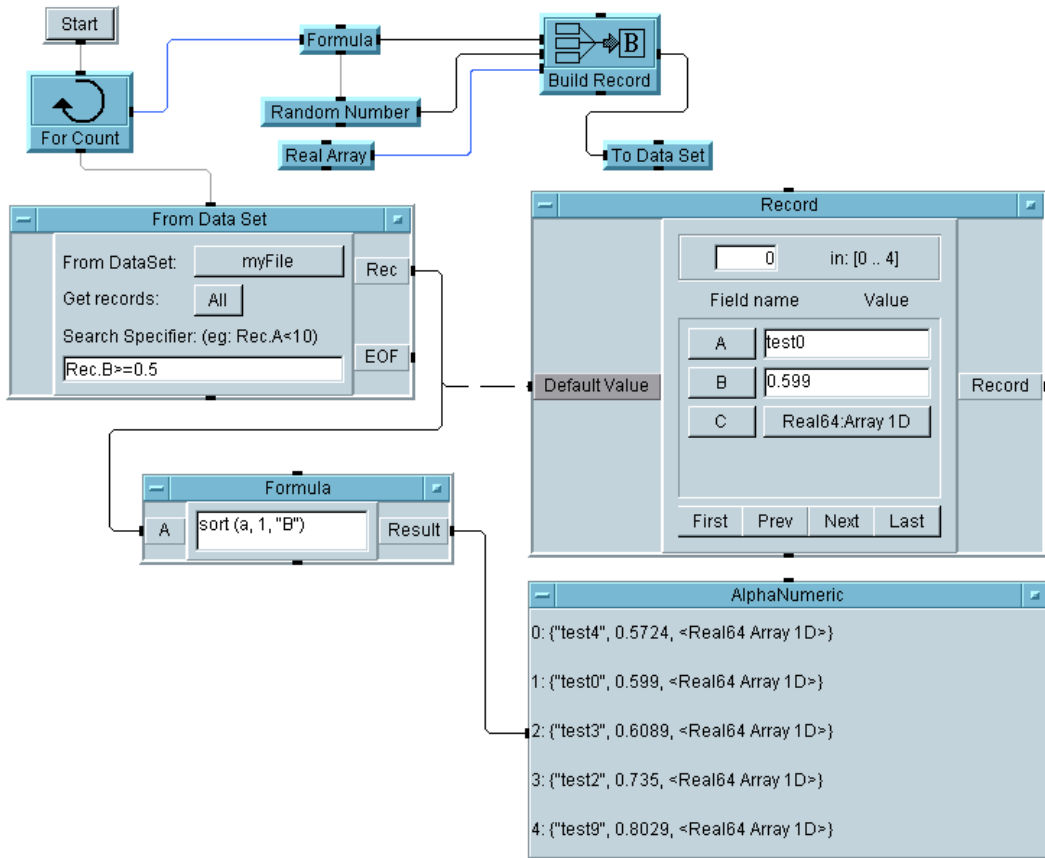 Start
Formula
B
Build Record
Random Number
For Count
Real Array
To Data Set
From Data Set
From DataSet:
myFile
Rec
Get records:
All
Search Specifier: (eg: Rec.A<10)
EOF
Rec.B>=0.5
Record
0
in: [0 .. 4]
Field name
Value
A
test0
Default Value
B
0.599
Record
C
Real64:Array 1D
First
Prev
Next
Last
Formula
A
sort (a, 1, "B")
Result
AlphaNumeric
0: {"test4", 0.5724, <Real64 Array 1D>}
1: {"test0", 0.599, <Real64 Array 1D>}
2: {"test3", 0.6089, <Real64 Array 1D>}
3: {"test2", 0.735, <Real64 Array 1D>}
4: {"test9", 0.8029, <Real64 Array 1D>}